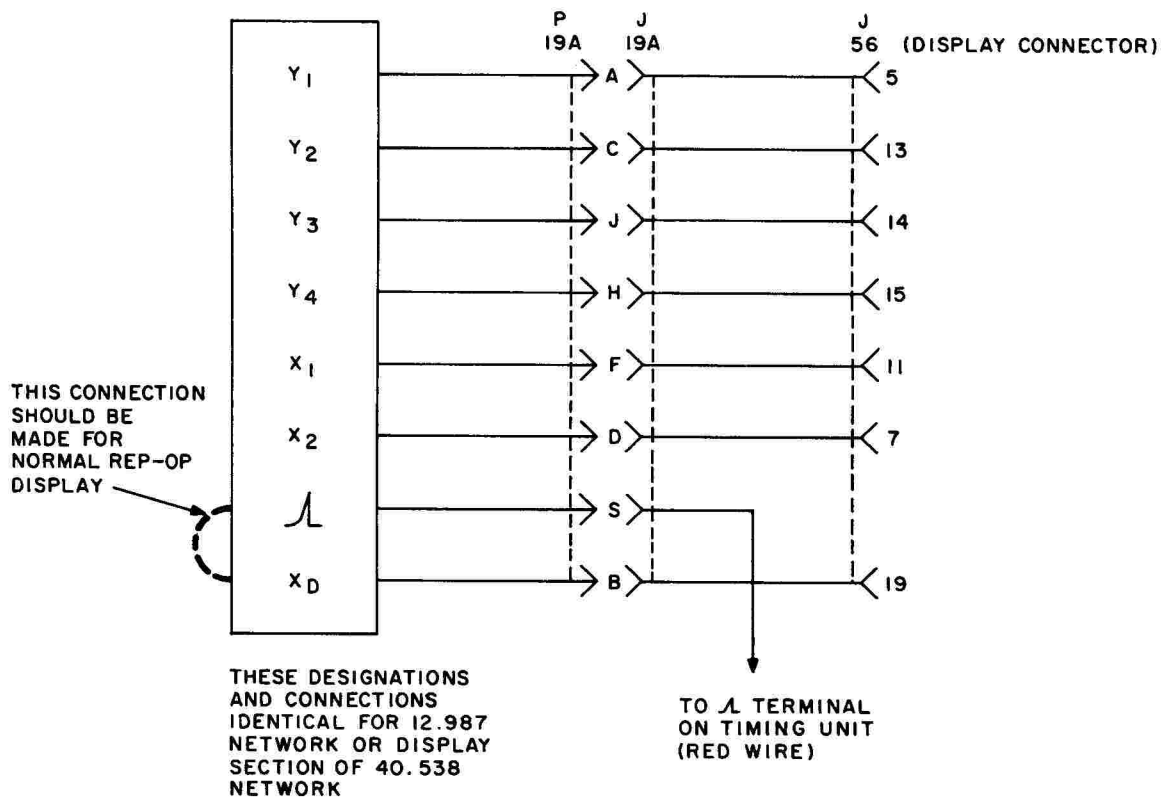 P J J
19A 19A 56 (DISPLAY CONNECTOR)
Y1 A 5
Y2 C 13
Y3 J 14
Y4 H 15
X1 F 11
X2 D 7
S
XD B 19
THIS CONNECTION
SHOULD BE
MADE FOR
NORMAL REP-OP
DISPLAY
THESE DESIGNATIONS
AND CONNECTIONS
IDENTICAL FOR 12.987
NETWORK OR DISPLAY
SECTION OF 40.538
NETWORK
TO TERMINAL
ON TIMING UNIT
(RED WIRE)